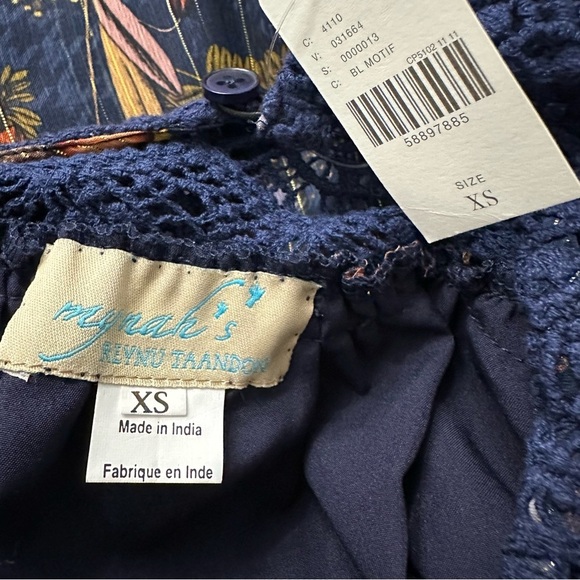 C: 4110
V: 031664
S: 0000013
C: BL MOTIF
CP5102 11 11
58897885
SIZE
XS
mynah's
REYNU TAANDON
XS
Made in India
Fabrique en Inde